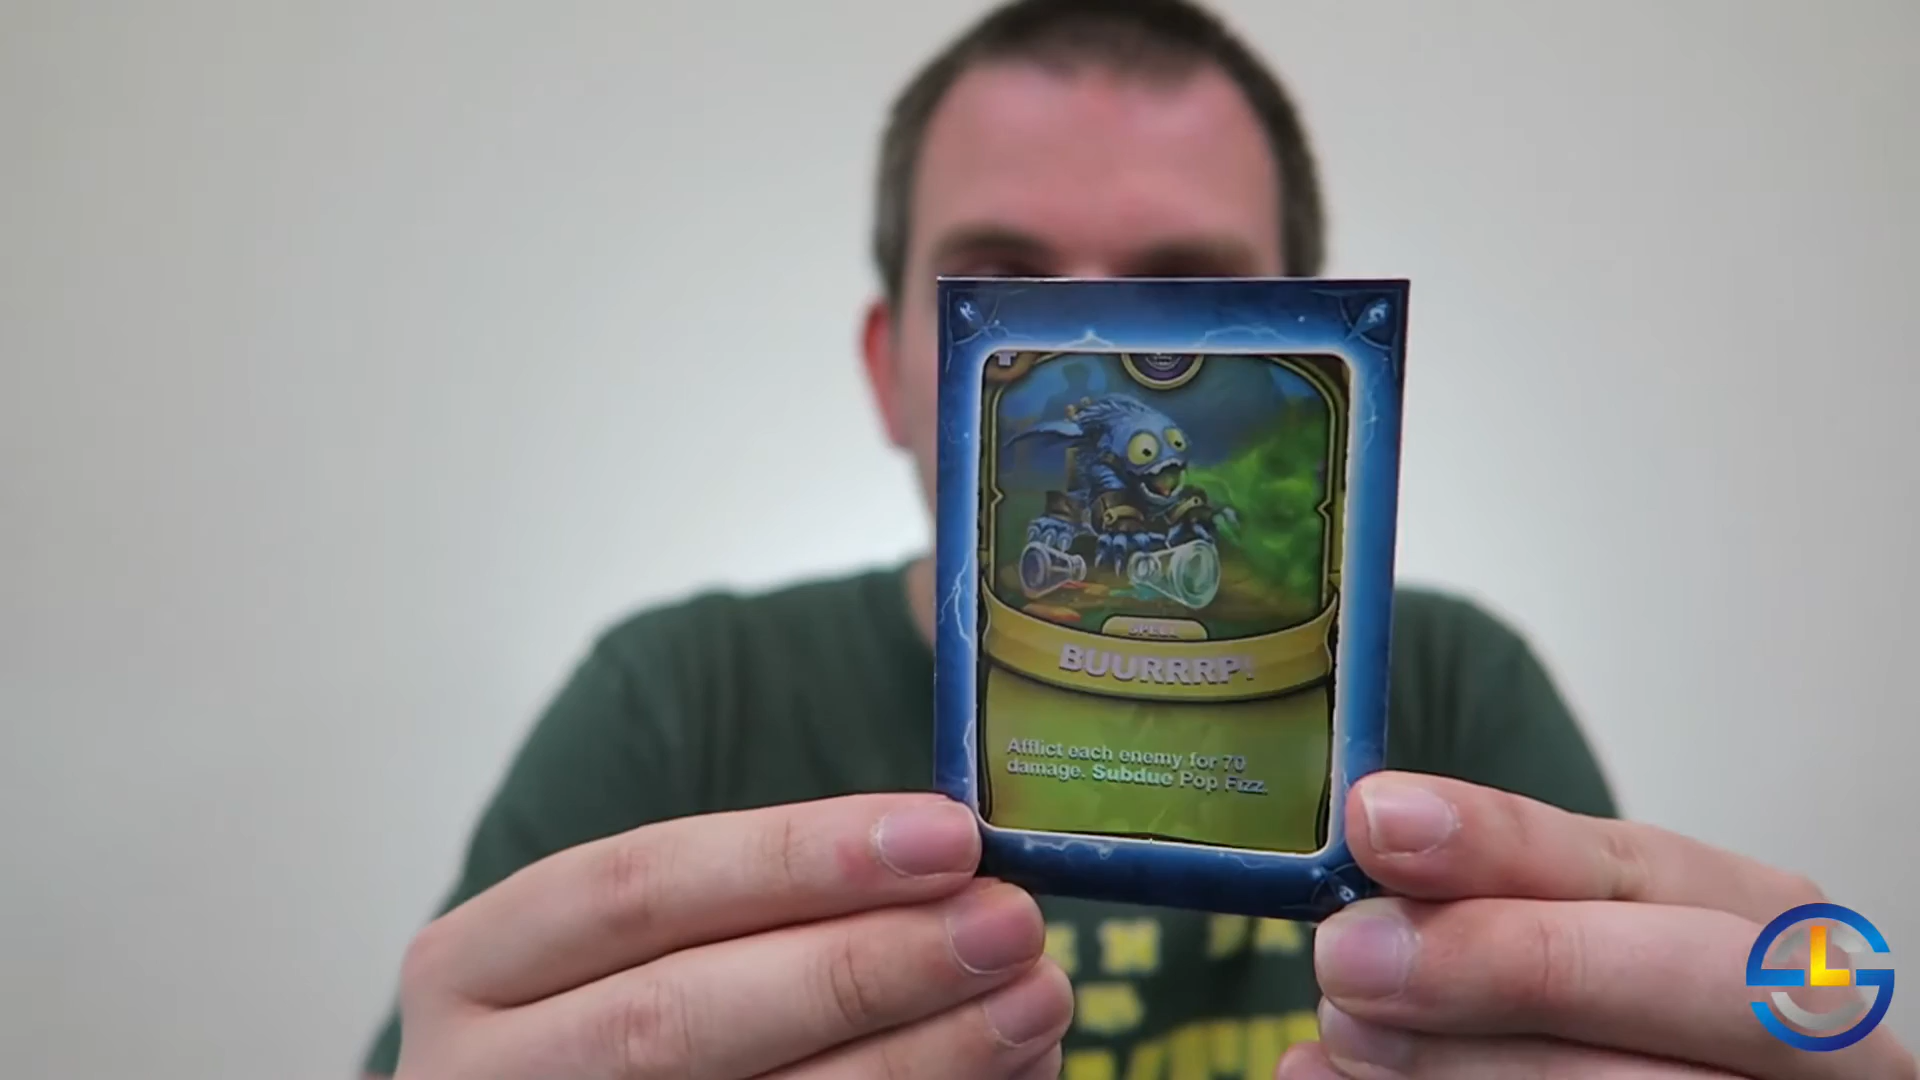 SPELL
BUURRRP!
Afflict each enemy for 70
damage. Subdue Pop Fizz.